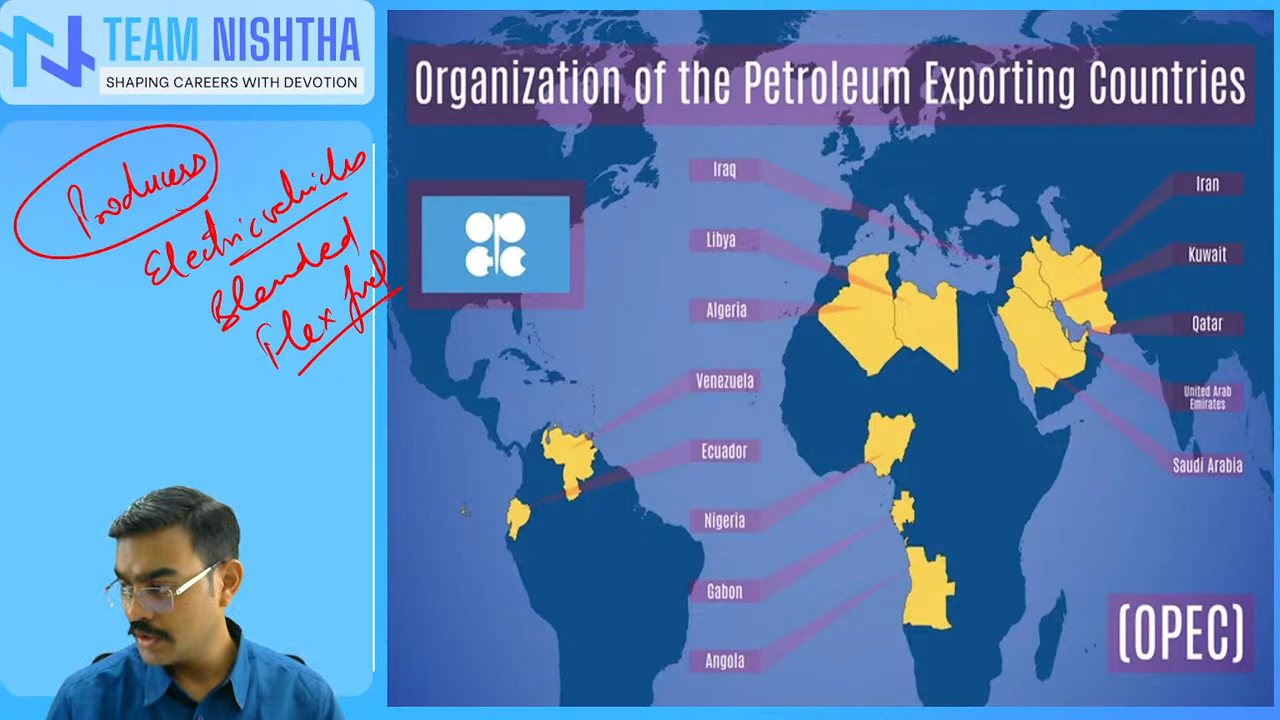 TEAM NISHTHA
SHAPING CAREERS WITH DEVOTION
Producers
Electric vehicles
Blended
Flex fuel
Organization of the Petroleum Exporting Countries
Iraq
Libya
Algeria
Venezuela
Ecuador
Nigeria
Gabon
Angola
Iran
Kuwait
Qatar
United Arab
Emirates
Saudi Arabia
(OPEC)